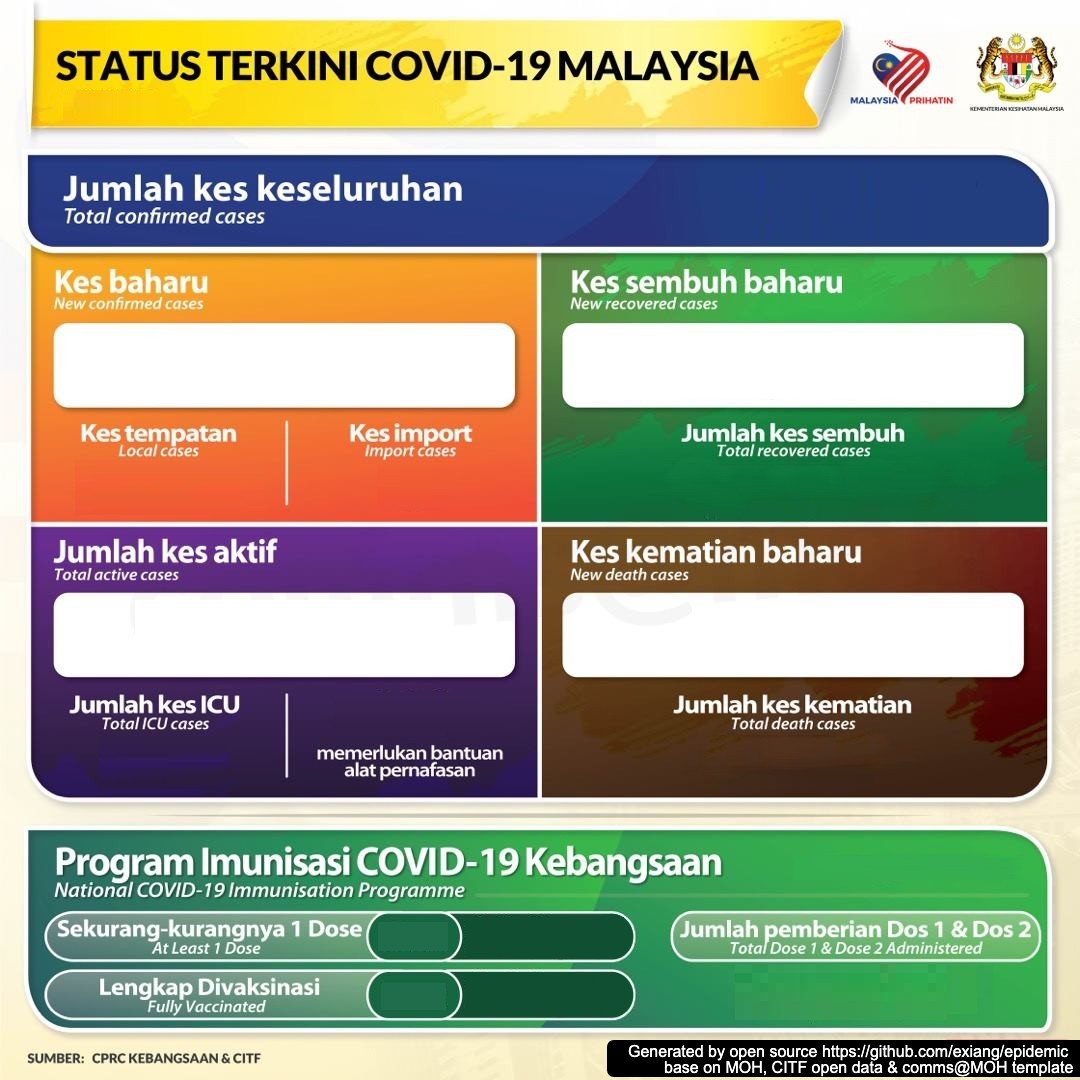 STATUS TERKINI COVID-19 MALAYSIA
MALAYSIA PRIHATIN
KEMENTERIAN KESIHATAN MALAYSIA
Jumlah kes keseluruhan
Total confirmed cases
Kes baharu
New confirmed cases
Kes tempatan
Local cases
Kes import
Import cases
Kes sembuh baharu
New recovered cases
Jumlah kes sembuh
Total recovered cases
Jumlah kes aktif
Total active cases
Jumlah kes ICU
Total ICU cases
memerlukan bantuan
alat pernafasan
Kes kematian baharu
New death cases
Jumlah kes kematian
Total death cases
Program Imunisasi COVID-19 Kebangsaan
National COVID-19 Immunisation Programme
Sekurang-kurangnya 1 Dose
At Least 1 Dose
Lengkap Divaksinasi
Fully Vaccinated
Jumlah pemberian Dos 1 & Dos 2
Total Dose 1 & Dose 2 Administered
SUMBER: CPRC KEBANGSAAN & CITF
Generated by open source https://github.com/exiang/epidemic
base on MOH, CITF open data & comms@MOH template